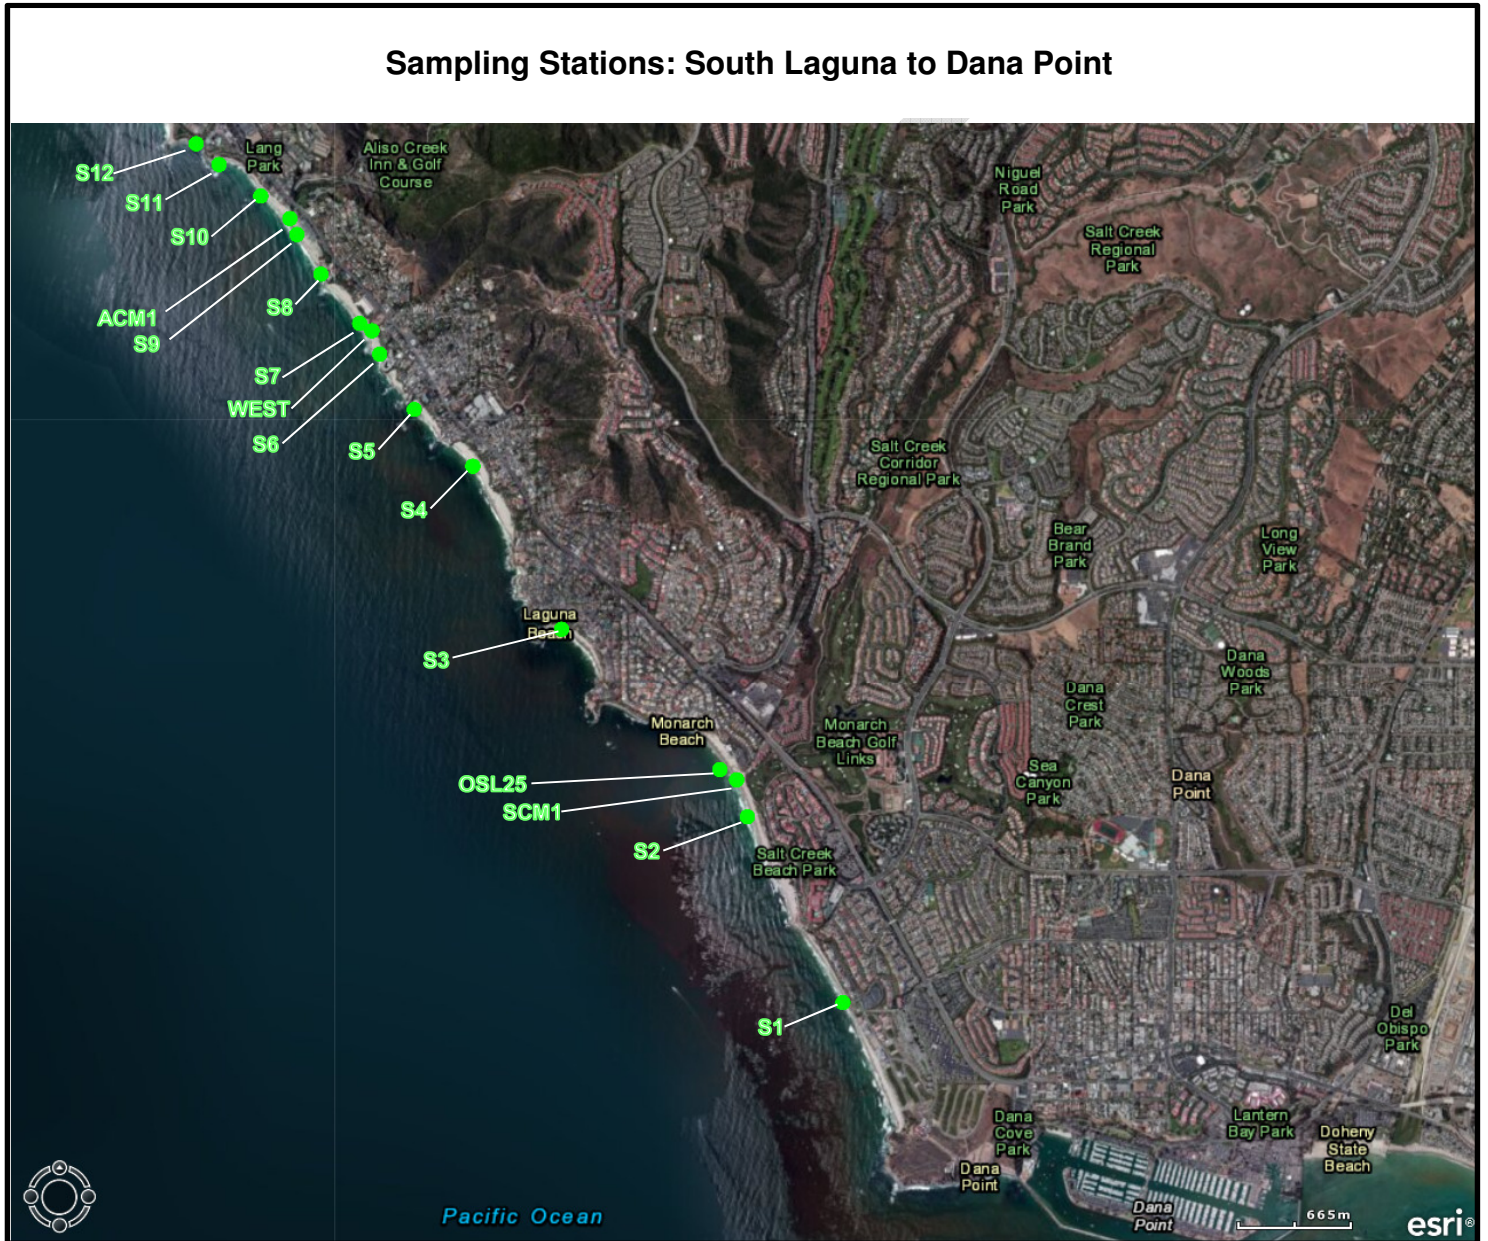 Sampling Stations: South Laguna to Dana Point
Lang
Park
Aliso Creek
Inn & Golf
Course
Niguel
Road
Park
Salt Creek
Regional
Park
S12
S11
S10
ACM1
S9
S8
S7
WEST
S6
S5
S4
Salt Creek
Corridor
Regional Park
Bear
Brand
Park
Long
View
Park
Laguna
Beach
S3
Dana
Woods
Park
Dana
Crest
Park
Monarch
Beach
Monarch
Beach Golf
Links
Sea
Canyon
Park
Dana
Point
OSL25
SCM1
S2
Salt Creek
Beach Park
S1
Del
Obispo
Park
Dana
Cove
Park
Lantern
Bay Park
Doheny
State
Beach
Dana
Point
Dana
Point
Pacific Ocean
665m
esri®